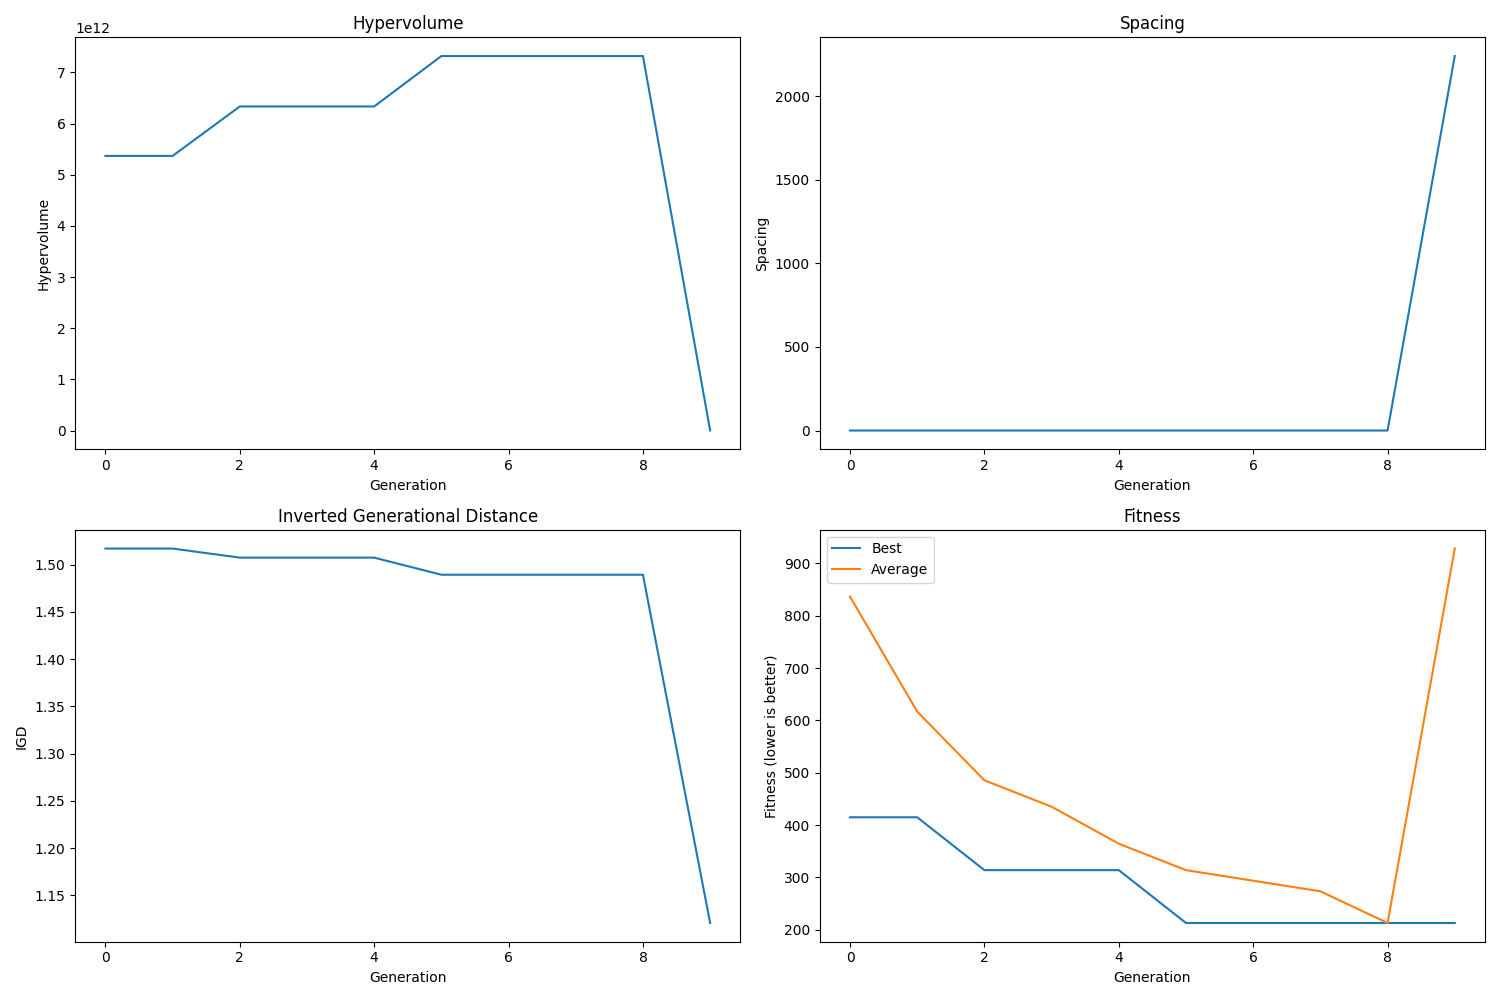 Hypervolume
1e12
7
6
5
4
3
2
1
0
Hypervolume
0 2 4 6 8
Generation
Spacing
2000
1500
1000
500
0
Spacing
0 2 4 6 8
Generation
Inverted Generational Distance
1.50
1.45
1.40
1.35
1.30
1.25
1.20
1.15
IGD
0 2 4 6 8
Generation
Fitness
Best
Average
900
800
700
600
500
400
300
200
Fitness (lower is better)
0 2 4 6 8
Generation